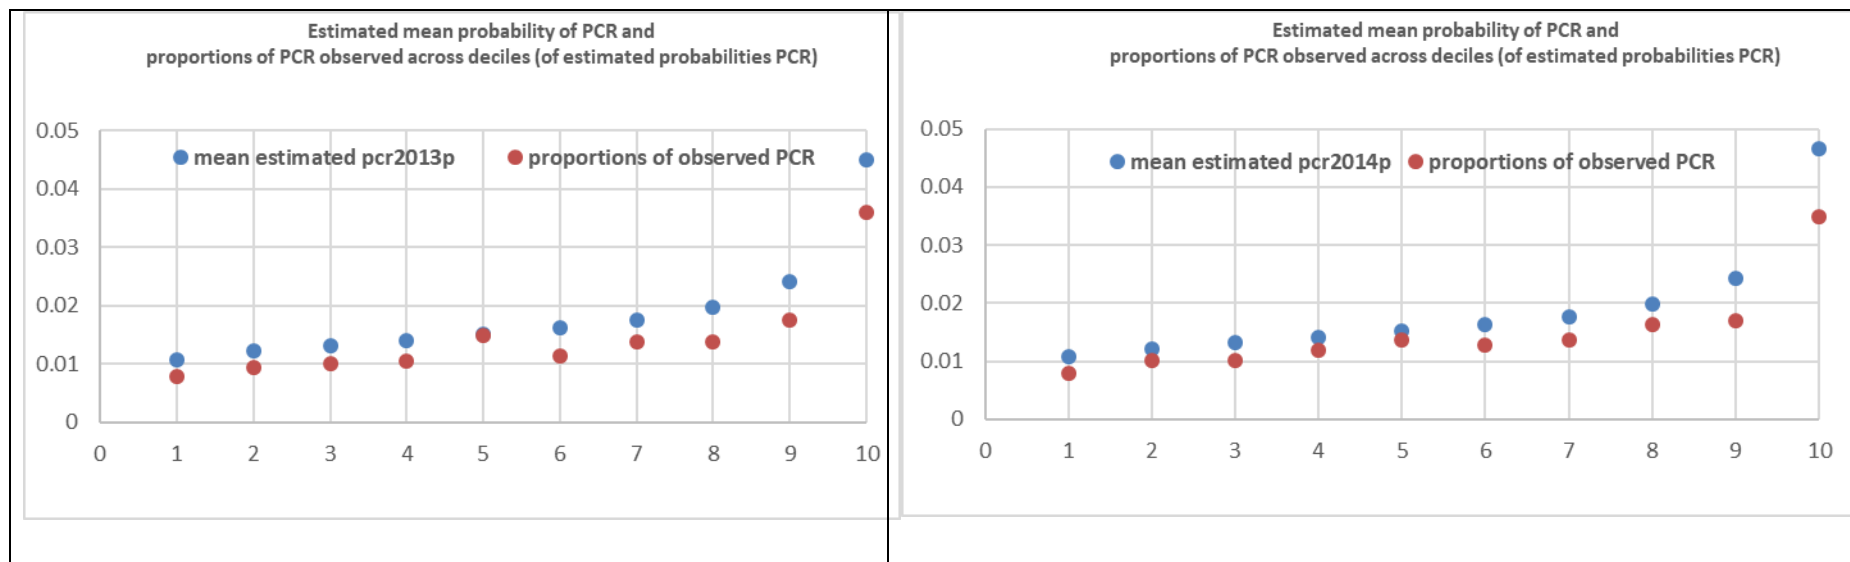 Estimated mean probability of PCR and
proportions of PCR observed across deciles (of estimated probabilities PCR)
0.05
mean estimated pcr2013p proportions of observed PCR
0.04
0.03
0.02
0.01
0
0 1 2 3 4 5 6 7 8 9 10
Estimated mean probability of PCR and
proportions of PCR observed across deciles (of estimated probabilities PCR)
0.05
mean estimated pcr2014p proportions of observed PCR
0.04
0.03
0.02
0.01
0
0 1 2 3 4 5 6 7 8 9 10